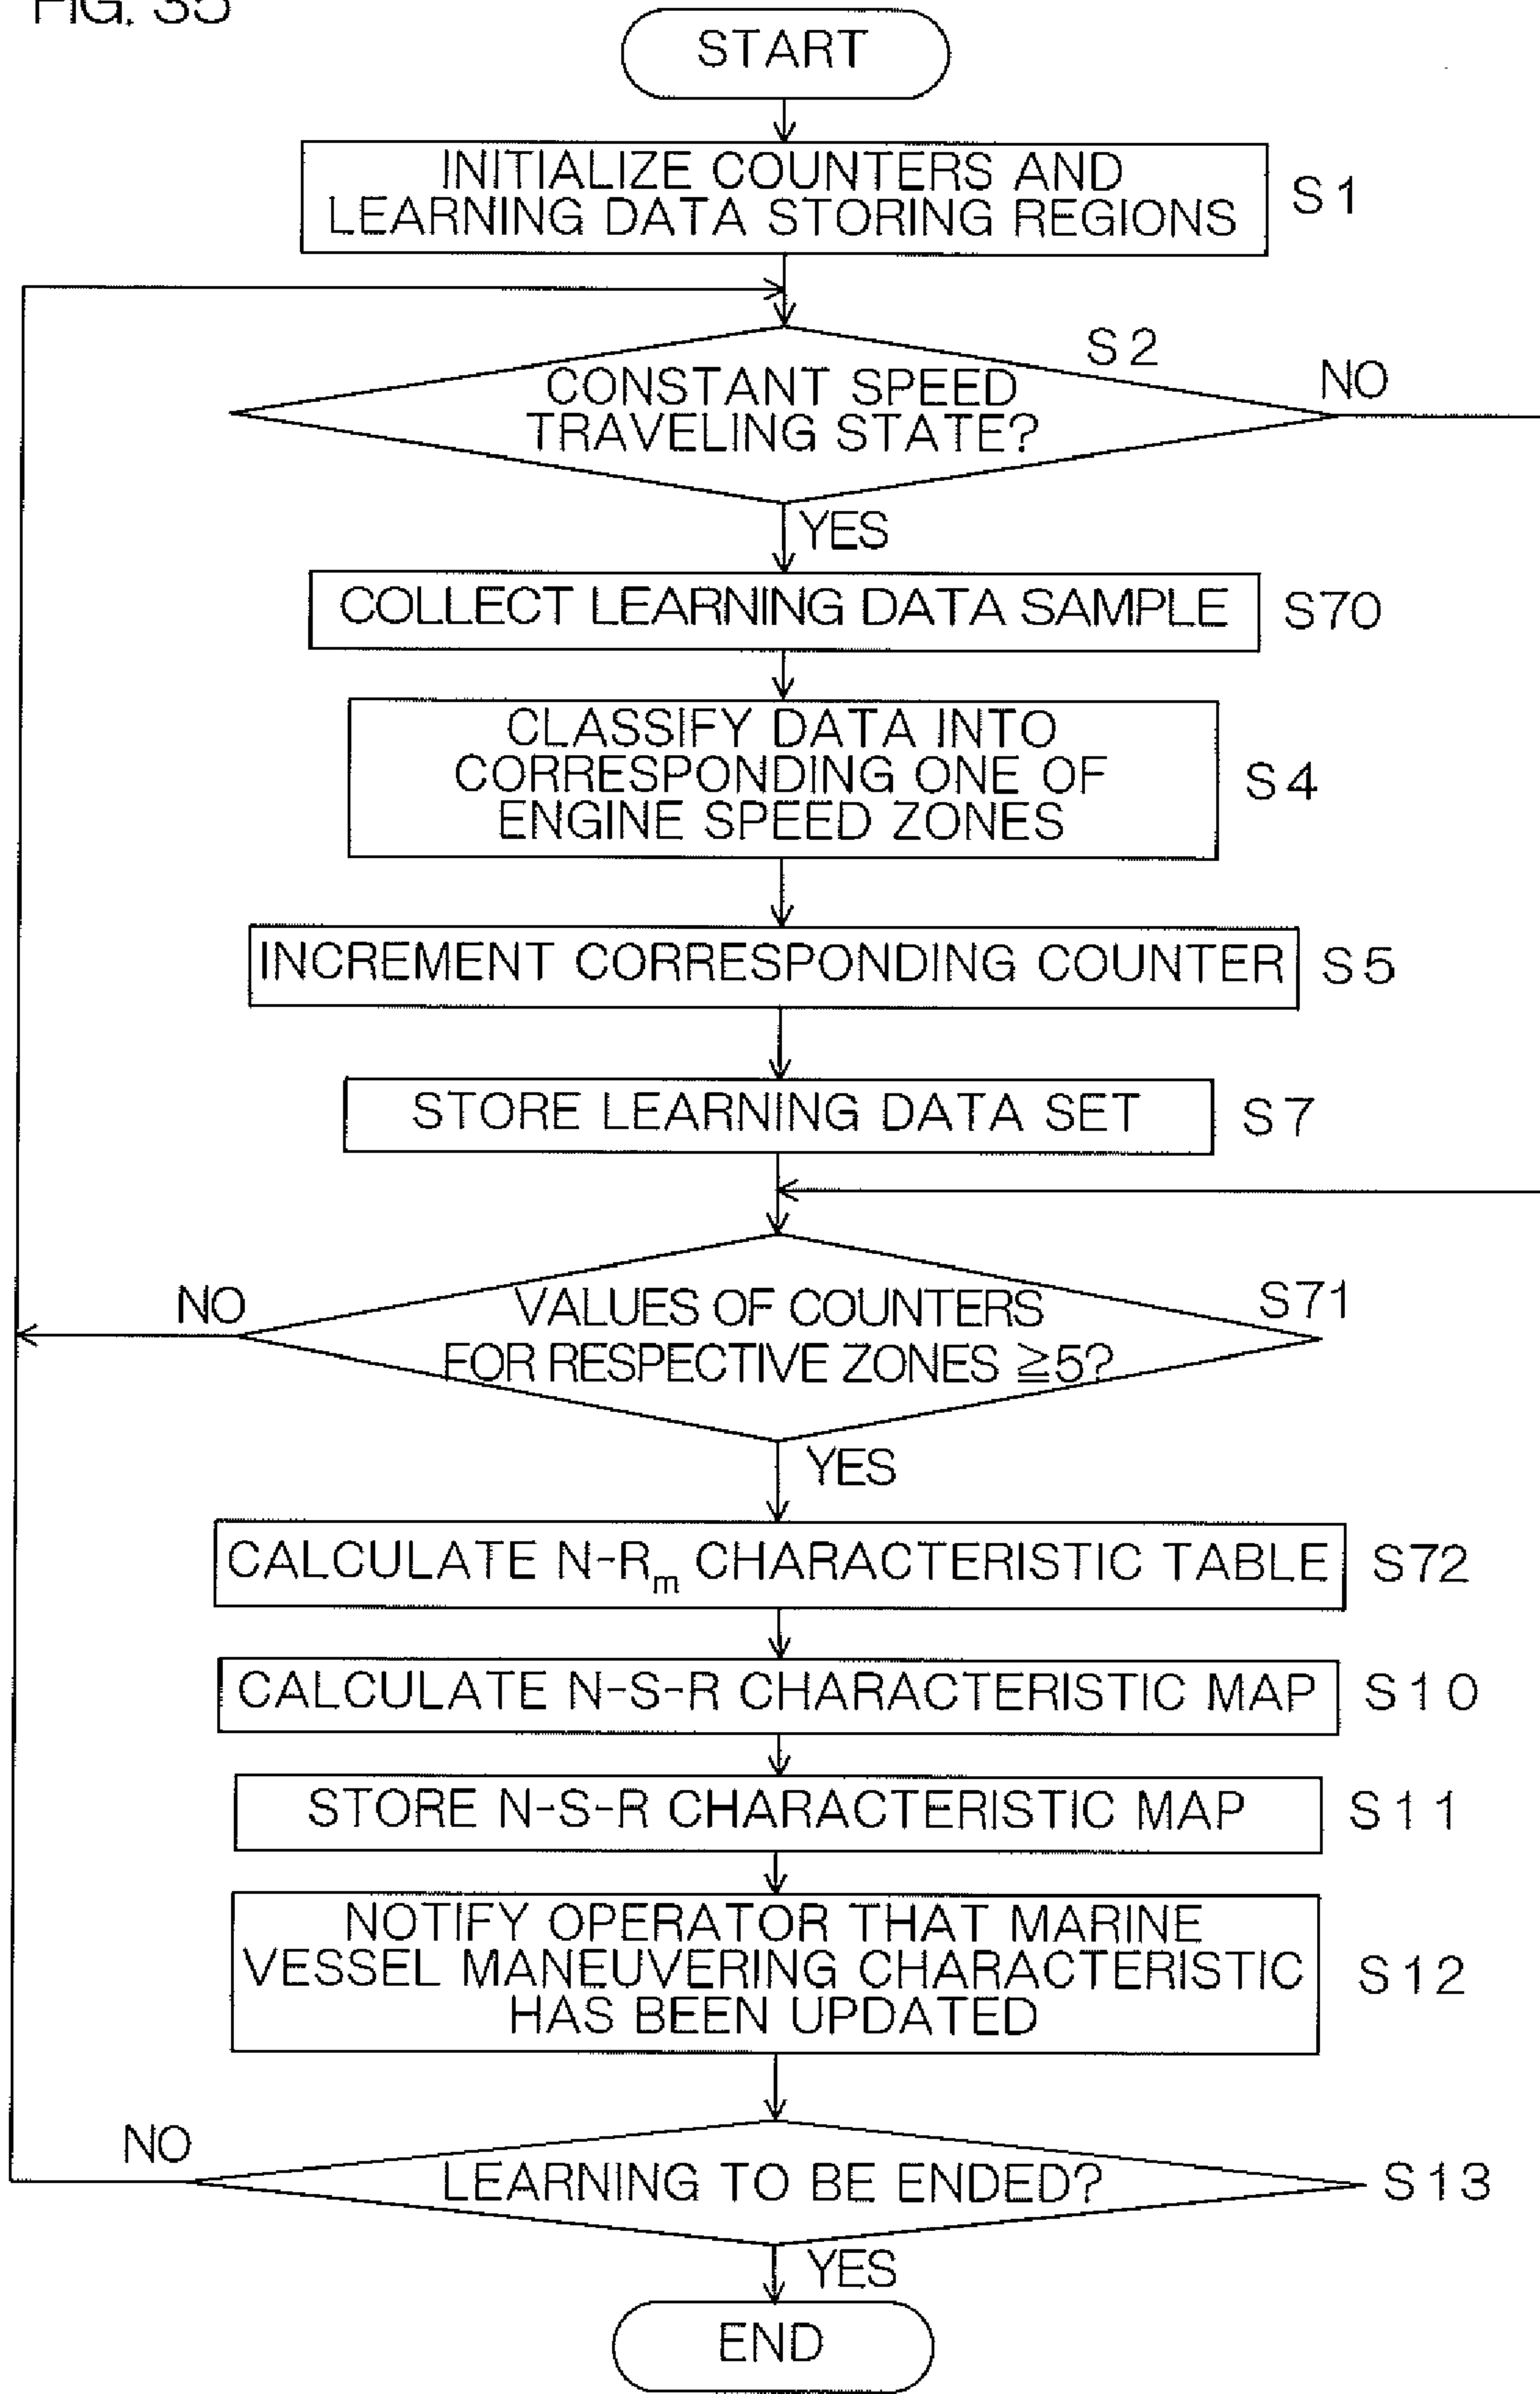 FIG. 35
START
INITIALIZE COUNTERS AND
LEARNING DATA STORING REGIONS
S1
S2
NO
CONSTANT SPEED
TRAVELING STATE?
YES
COLLECT LEARNING DATA SAMPLE
S70
CLASSIFY DATA INTO
CORRESPONDING ONE OF
ENGINE SPEED ZONES
S4
INCREMENT CORRESPONDING COUNTER
S5
STORE LEARNING DATA SET
S7
NO
VALUES OF COUNTERS
FOR RESPECTIVE ZONES ≧5?
S71
YES
CALCULATE N-Rm CHARACTERISTIC TABLE
S72
CALCULATE N-S-R CHARACTERISTIC MAP
S10
STORE N-S-R CHARACTERISTIC MAP
S11
NOTIFY OPERATOR THAT MARINE
VESSEL MANEUVERING CHARACTERISTIC
HAS BEEN UPDATED
S12
NO
LEARNING TO BE ENDED?
S13
YES
END